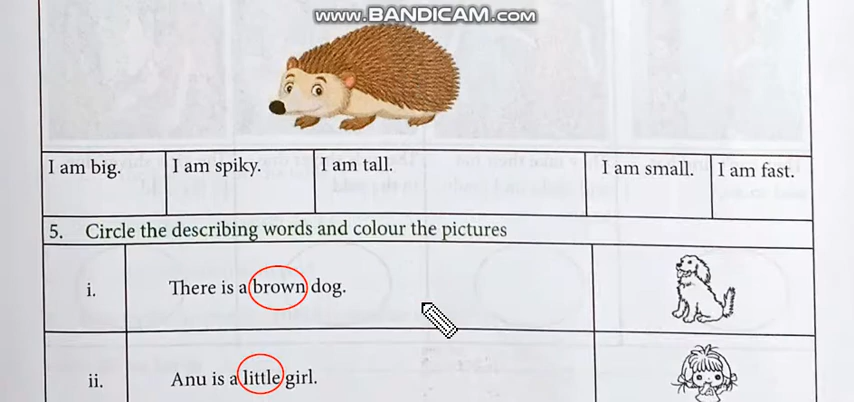 www.BANDICAM.com
I am big. I am spiky. I am tall. I am small. I am fast.
5. Circle the describing words and colour the pictures
i. There is a brown dog.
ii. Anu is a little girl.